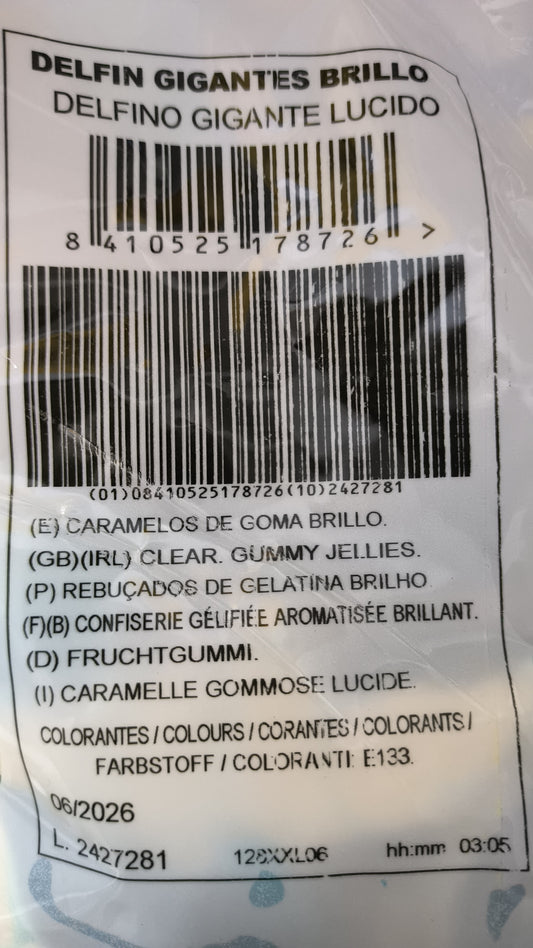 DELFIN GIGANTES BRILLO
DELFINO GIGANTE LUCIDO
8 410525 178726 >
(01)08410525178726(10)2427281
(E) CARAMELOS DE GOMA BRILLO.
(GB)(IRL) CLEAR. GUMMY JELLIES.
(P) REBUÇADOS DE GELATINA BRILHO
(F)(B) CONFISERIE GÉLIFIÉE AROMATISÉE BRILLANT.
(D) FRUCHTGUMMI.
(I) CARAMELLE GOMMOSE LUCIDE.
COLORANTES / COLOURS / CORANTES / COLORANTS /
FARBSTOFF / COLORANTI: E133.
06/2026
L. 2427281 128XXL06 hh:mm 03:05